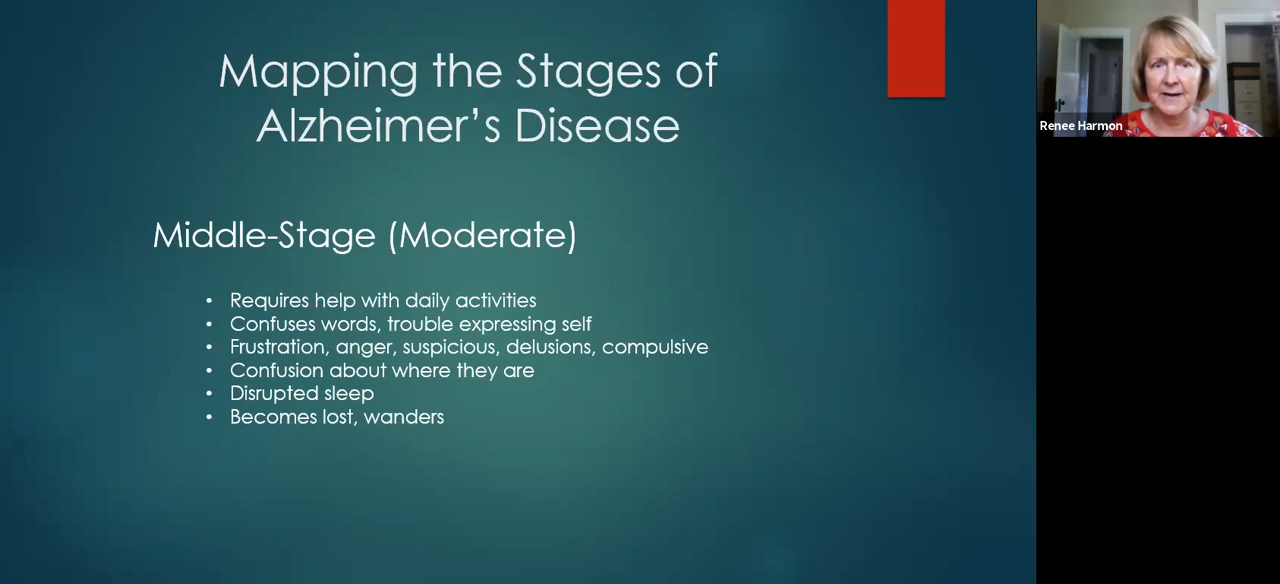 Mapping the Stages of
Alzheimer's Disease
Middle-Stage (Moderate)
• Requires help with daily activities
• Confuses words, trouble expressing self
• Frustration, anger, suspicious, delusions, compulsive
• Confusion about where they are
• Disrupted sleep
• Becomes lost, wanders
Renee Harmon